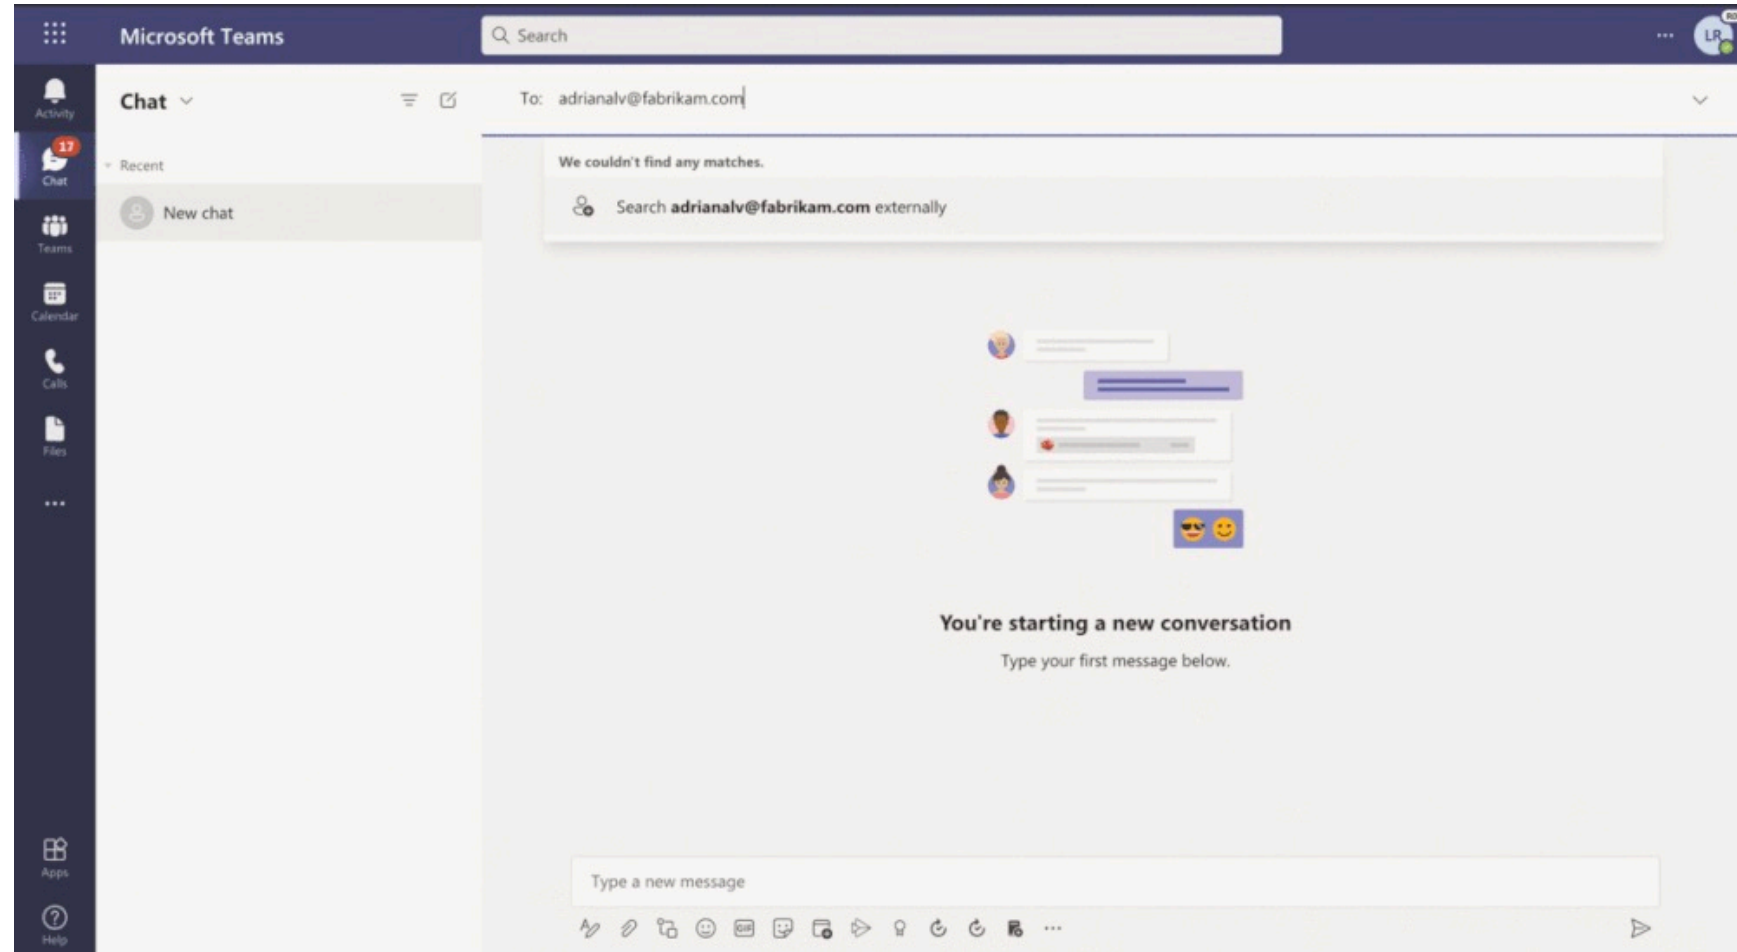 Microsoft Teams
Search
LR
Activity
17
Chat
Teams
Calendar
Calls
Files
Apps
Help
Chat
Recent
New chat
To: adrianalv@fabrikam.com
We couldn't find any matches.
Search adrianalv@fabrikam.com externally
You're starting a new conversation
Type your first message below.
Type a new message
GIF